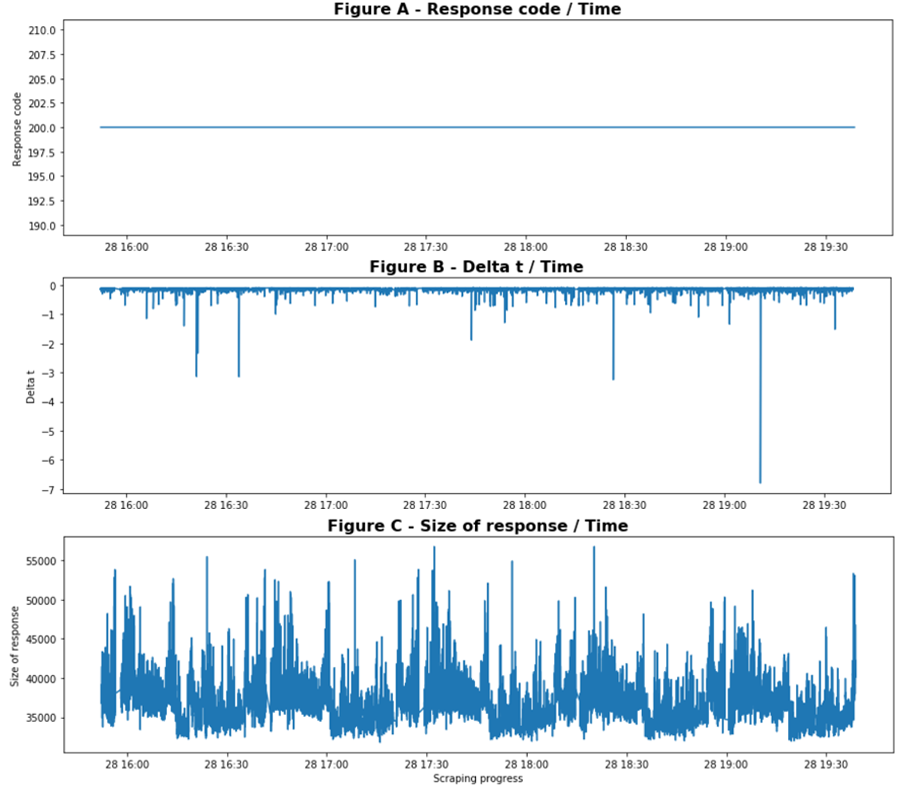 Figure A - Response code / Time
210.0
207.5
205.0
202.5
200.0
197.5
195.0
192.5
190.0
Response code
28 16:00 28 16:30 28 17:00 28 17:30 28 18:00 28 18:30 28 19:00 28 19:30
Figure B - Delta t / Time
0
−1
−2
−3
−4
−5
−6
−7
Delta t
28 16:00 28 16:30 28 17:00 28 17:30 28 18:00 28 18:30 28 19:00 28 19:30
Figure C - Size of response / Time
55000
50000
45000
40000
35000
Size of response
28 16:00 28 16:30 28 17:00 28 17:30 28 18:00 28 18:30 28 19:00 28 19:30
Scraping progress